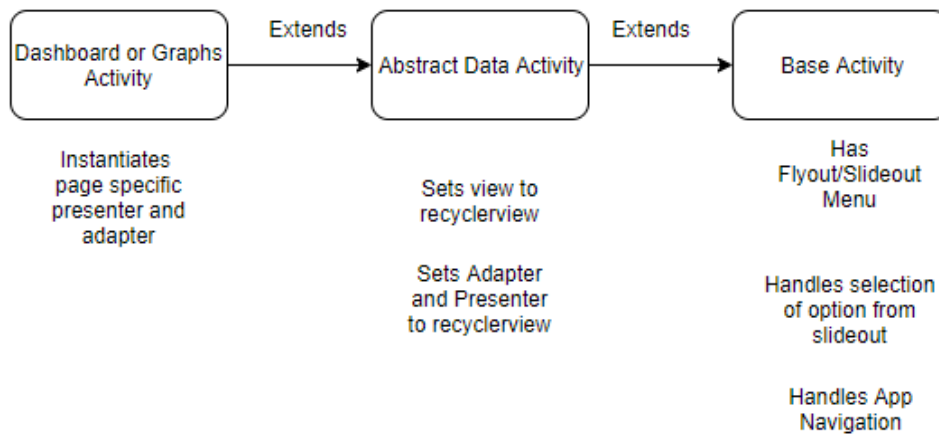 Dashboard or Graphs
Activity
Extends
Abstract Data Activity
Extends
Base Activity
Instantiates
page specific
presenter and
adapter
Sets view to
recyclerview
Sets Adapter
and Presenter
to recyclerview
Has
Flyout/Slideout
Menu
Handles selection
of option from
slideout
Handles App
Navigation